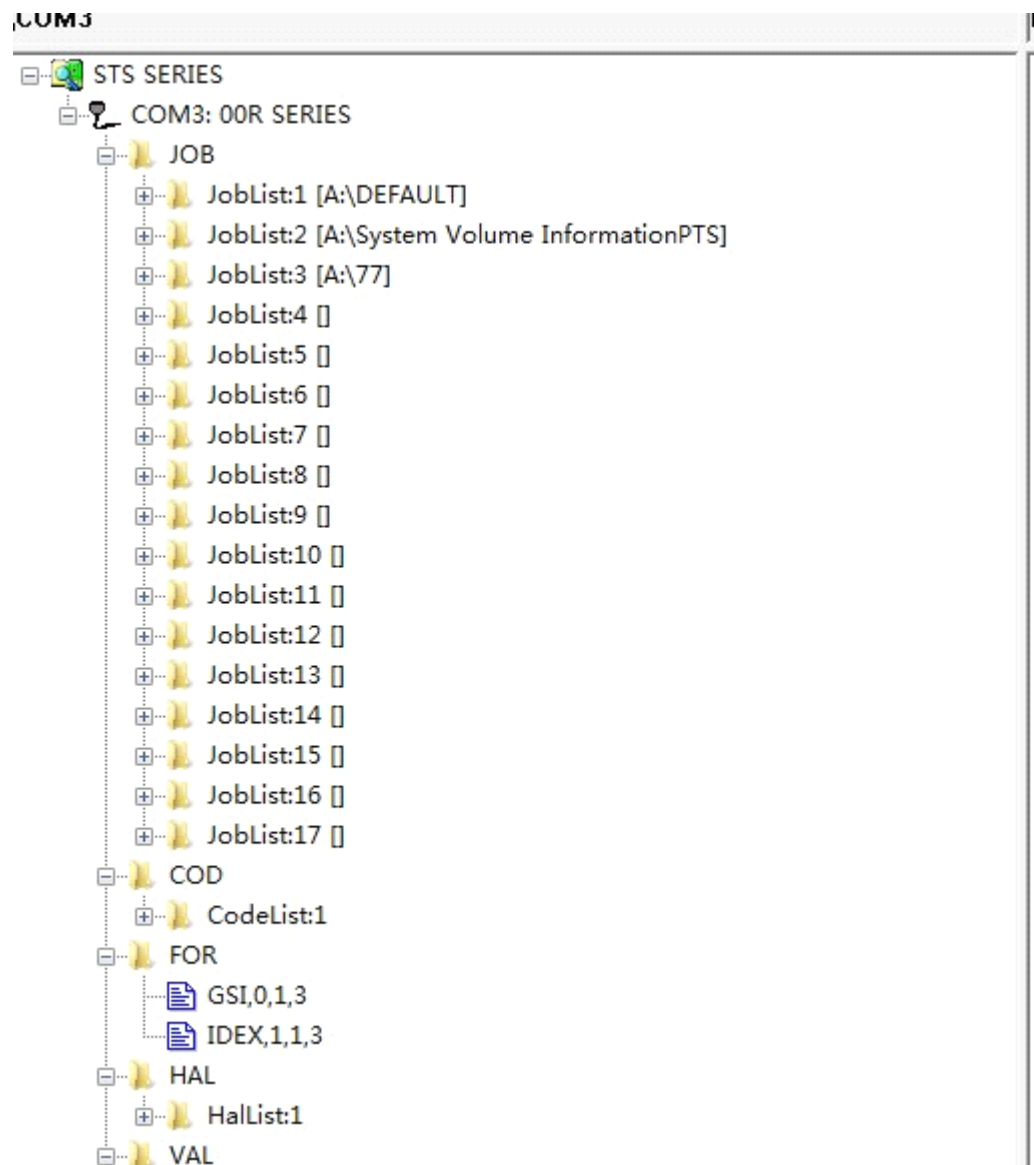 COM3
STS SERIES
COM3: 00R SERIES
JOB
JobList:1 [A:\DEFAULT]
JobList:2 [A:\System Volume InformationPTS]
JobList:3 [A:\77]
JobList:4 []
JobList:5 []
JobList:6 []
JobList:7 []
JobList:8 []
JobList:9 []
JobList:10 []
JobList:11 []
JobList:12 []
JobList:13 []
JobList:14 []
JobList:15 []
JobList:16 []
JobList:17 []
COD
CodeList:1
FOR
GSI,0,1,3
IDEX,1,1,3
HAL
HalList:1
VAL